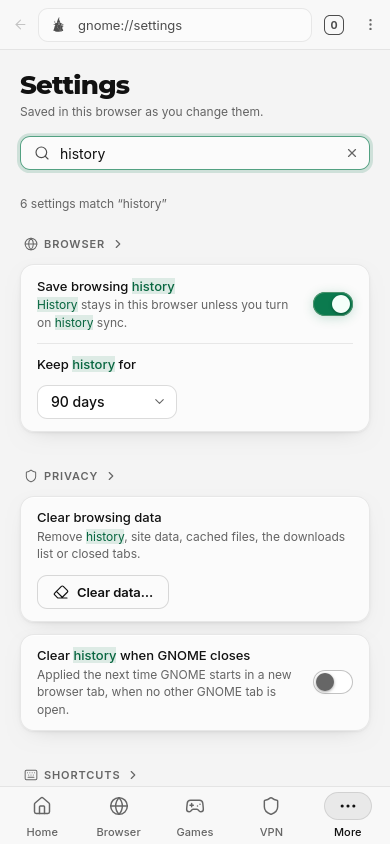 gnome://settings
0
Settings
Saved in this browser as you change them.
history
6 settings match “history”
BROWSER
Save browsing history
History stays in this browser unless you turn
on history sync.
Keep history for
90 days
PRIVACY
Clear browsing data
Remove history, site data, cached files, the downloads
list or closed tabs.
Clear data...
Clear history when GNOME closes
Applied the next time GNOME starts in a new
browser tab, when no other GNOME tab is
open.
SHORTCUTS
Home
Browser
Games
VPN
More